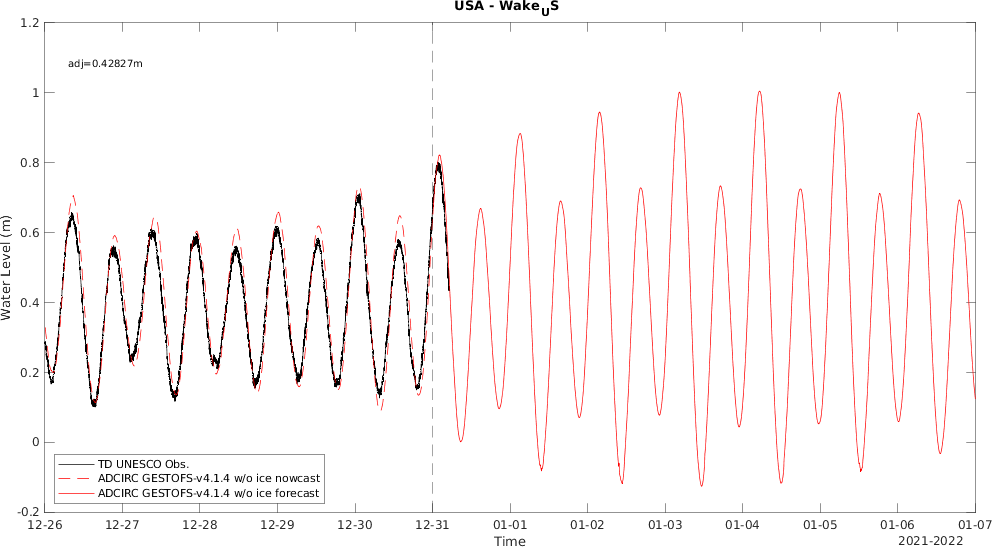 USA - WakeUS
1.2
adj=0.42827m
1
0.8
0.6
0.4
0.2
0
-0.2
Water Level (m)
TD UNESCO Obs.
ADCIRC GESTOFS-v4.1.4 w/o ice nowcast
ADCIRC GESTOFS-v4.1.4 w/o ice forecast
12-26 12-27 12-28 12-29 12-30 12-31 01-01 01-02 01-03 01-04 01-05 01-06 01-07
Time
2021-2022